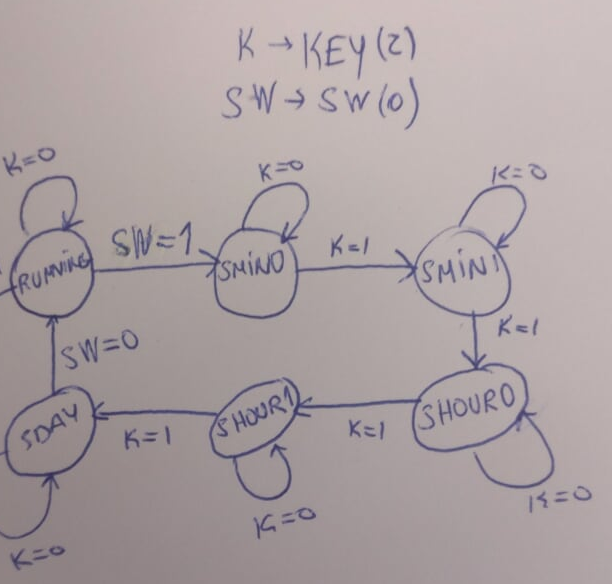 K → KEY(2)
SW → SW(0)
K=0
K=0
K=0
RUNNING
SW=1
SMIN0
K=1
SMIN1
K=1
SW=0
SDAY
K=1
SHOUR1
K=1
SHOUR0
K=0
K=0
K=0